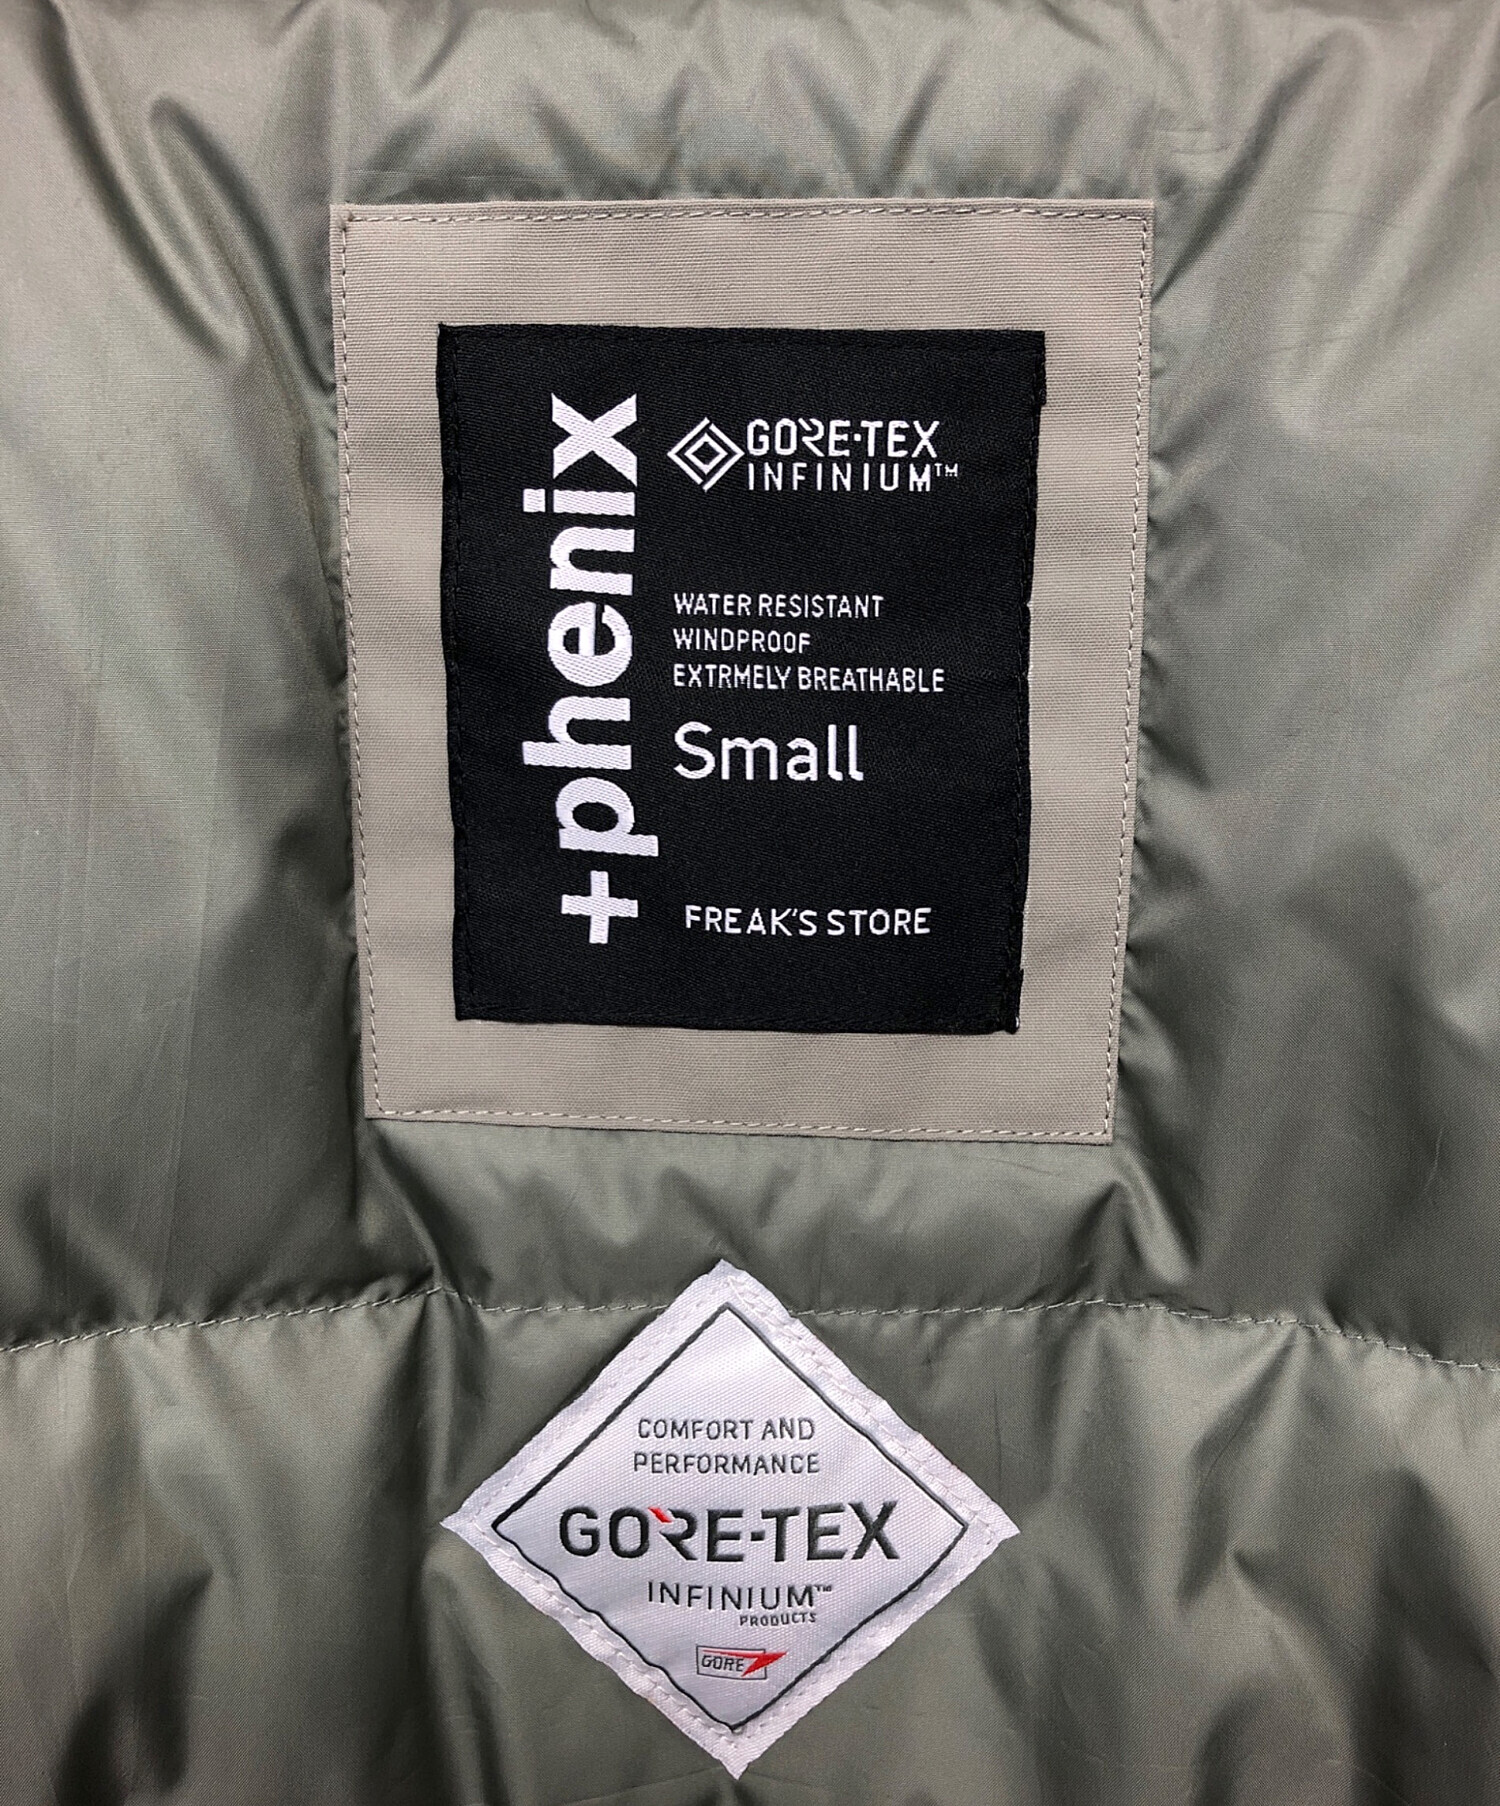 +phenix
GORE-TEX
INFINIUM™
WATER RESISTANT
WINDPROOF
EXTRMELY BREATHABLE
Small
FREAK'S STORE
COMFORT AND
PERFORMANCE
GORE-TEX
INFINIUM™
PRODUCTS
GORE